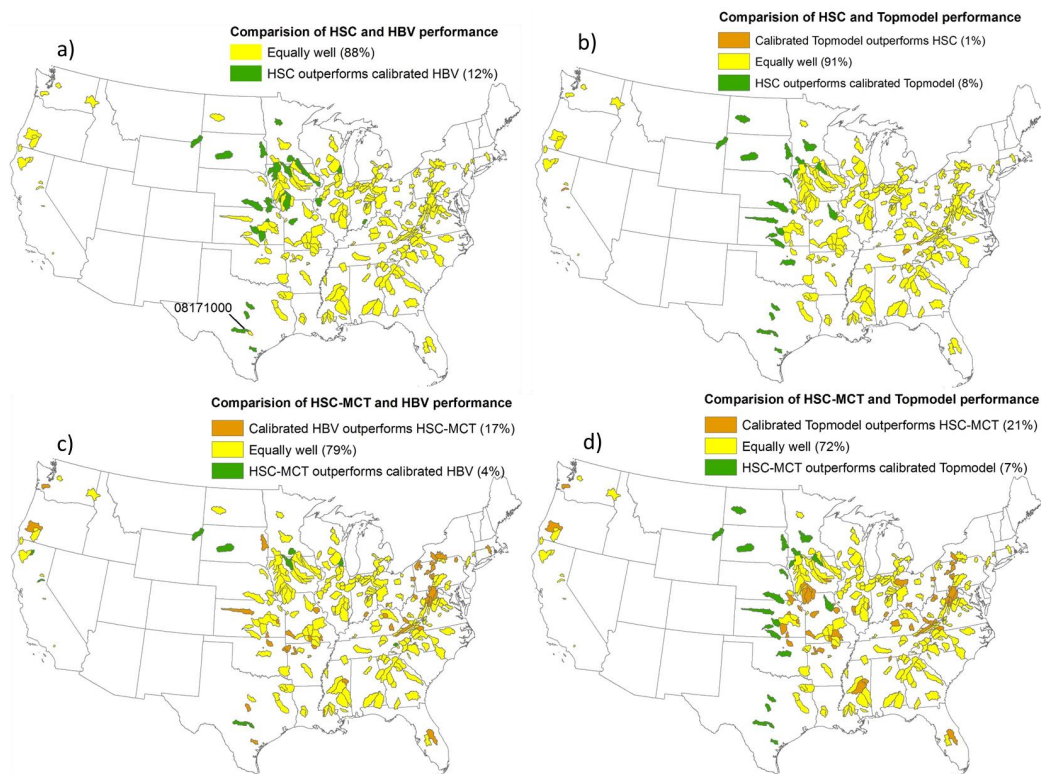 a)
Comparision of HSC and HBV performance
Equally well (88%)
HSC outperforms calibrated HBV (12%)
08171000
b)
Comparision of HSC and Topmodel performance
Calibrated Topmodel outperforms HSC (1%)
Equally well (91%)
HSC outperforms calibrated Topmodel (8%)
c)
Comparision of HSC-MCT and HBV performance
Calibrated HBV outperforms HSC-MCT (17%)
Equally well (79%)
HSC-MCT outperforms calibrated HBV (4%)
d)
Comparision of HSC-MCT and Topmodel performance
Calibrated Topmodel outperforms HSC-MCT (21%)
Equally well (72%)
HSC-MCT outperforms calibrated Topmodel (7%)